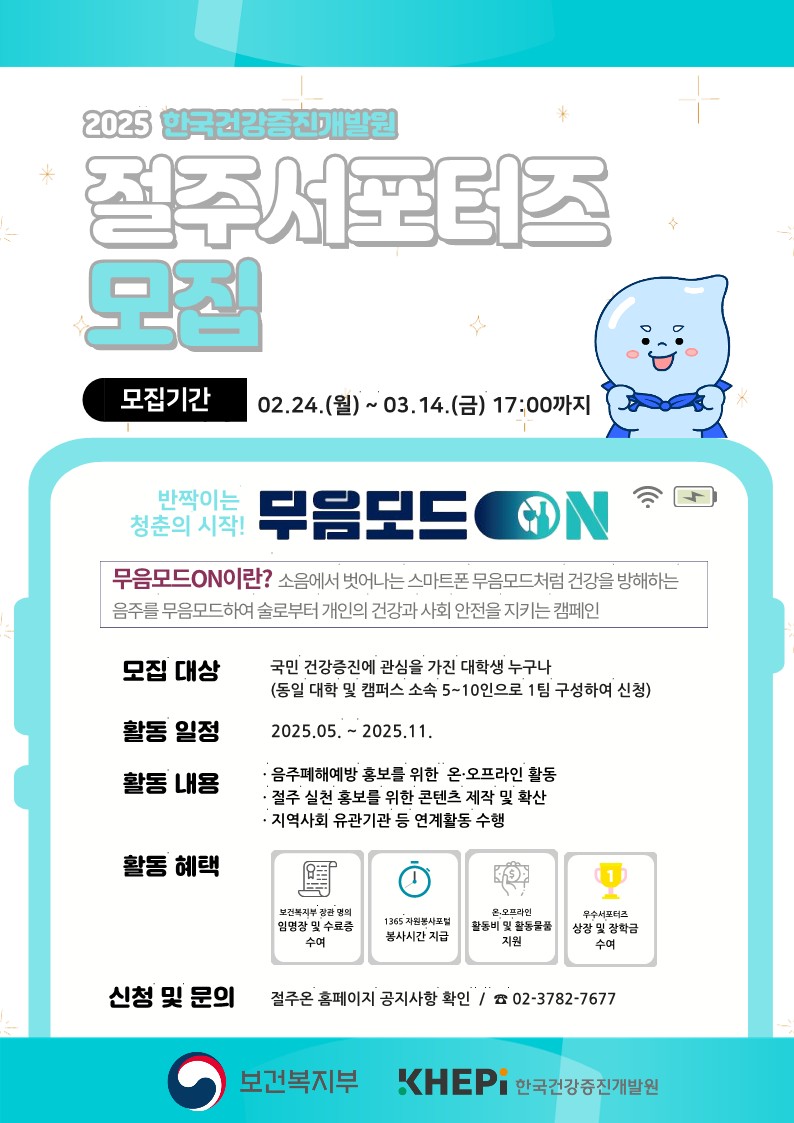 2025 한국건강증진개발원
절주서포터즈
모집
모집기간 02.24.(월) ~ 03.14.(금) 17:00까지
반짝이는
청춘의 시작!
무음모드ON
무음모드ON이란? 소음에서 벗어나는 스마트폰 무음모드처럼 건강을 방해하는
음주를 무음모드하여 술로부터 개인의 건강과 사회 안전을 지키는 캠페인
모집 대상
국민 건강증진에 관심을 가진 대학생 누구나
(동일 대학 및 캠퍼스 소속 5~10인으로 1팀 구성하여 신청)
활동 일정
2025.05. ~ 2025.11.
활동 내용
· 음주폐해예방 홍보를 위한 온·오프라인 활동
· 절주 실천 홍보를 위한 콘텐츠 제작 및 확산
· 지역사회 유관기관 등 연계활동 수행
활동 혜택
보건복지부 장관 명의
임명장 및 수료증
수여
1365 자원봉사포털
봉사시간 지급
$
온·오프라인
활동비 및 활동물품
지원
1
우수서포터즈
상장 및 장학금
수여
신청 및 문의
절주온 홈페이지 공지사항 확인 / ☎ 02-3782-7677
보건복지부
KHEPI 한국건강증진개발원